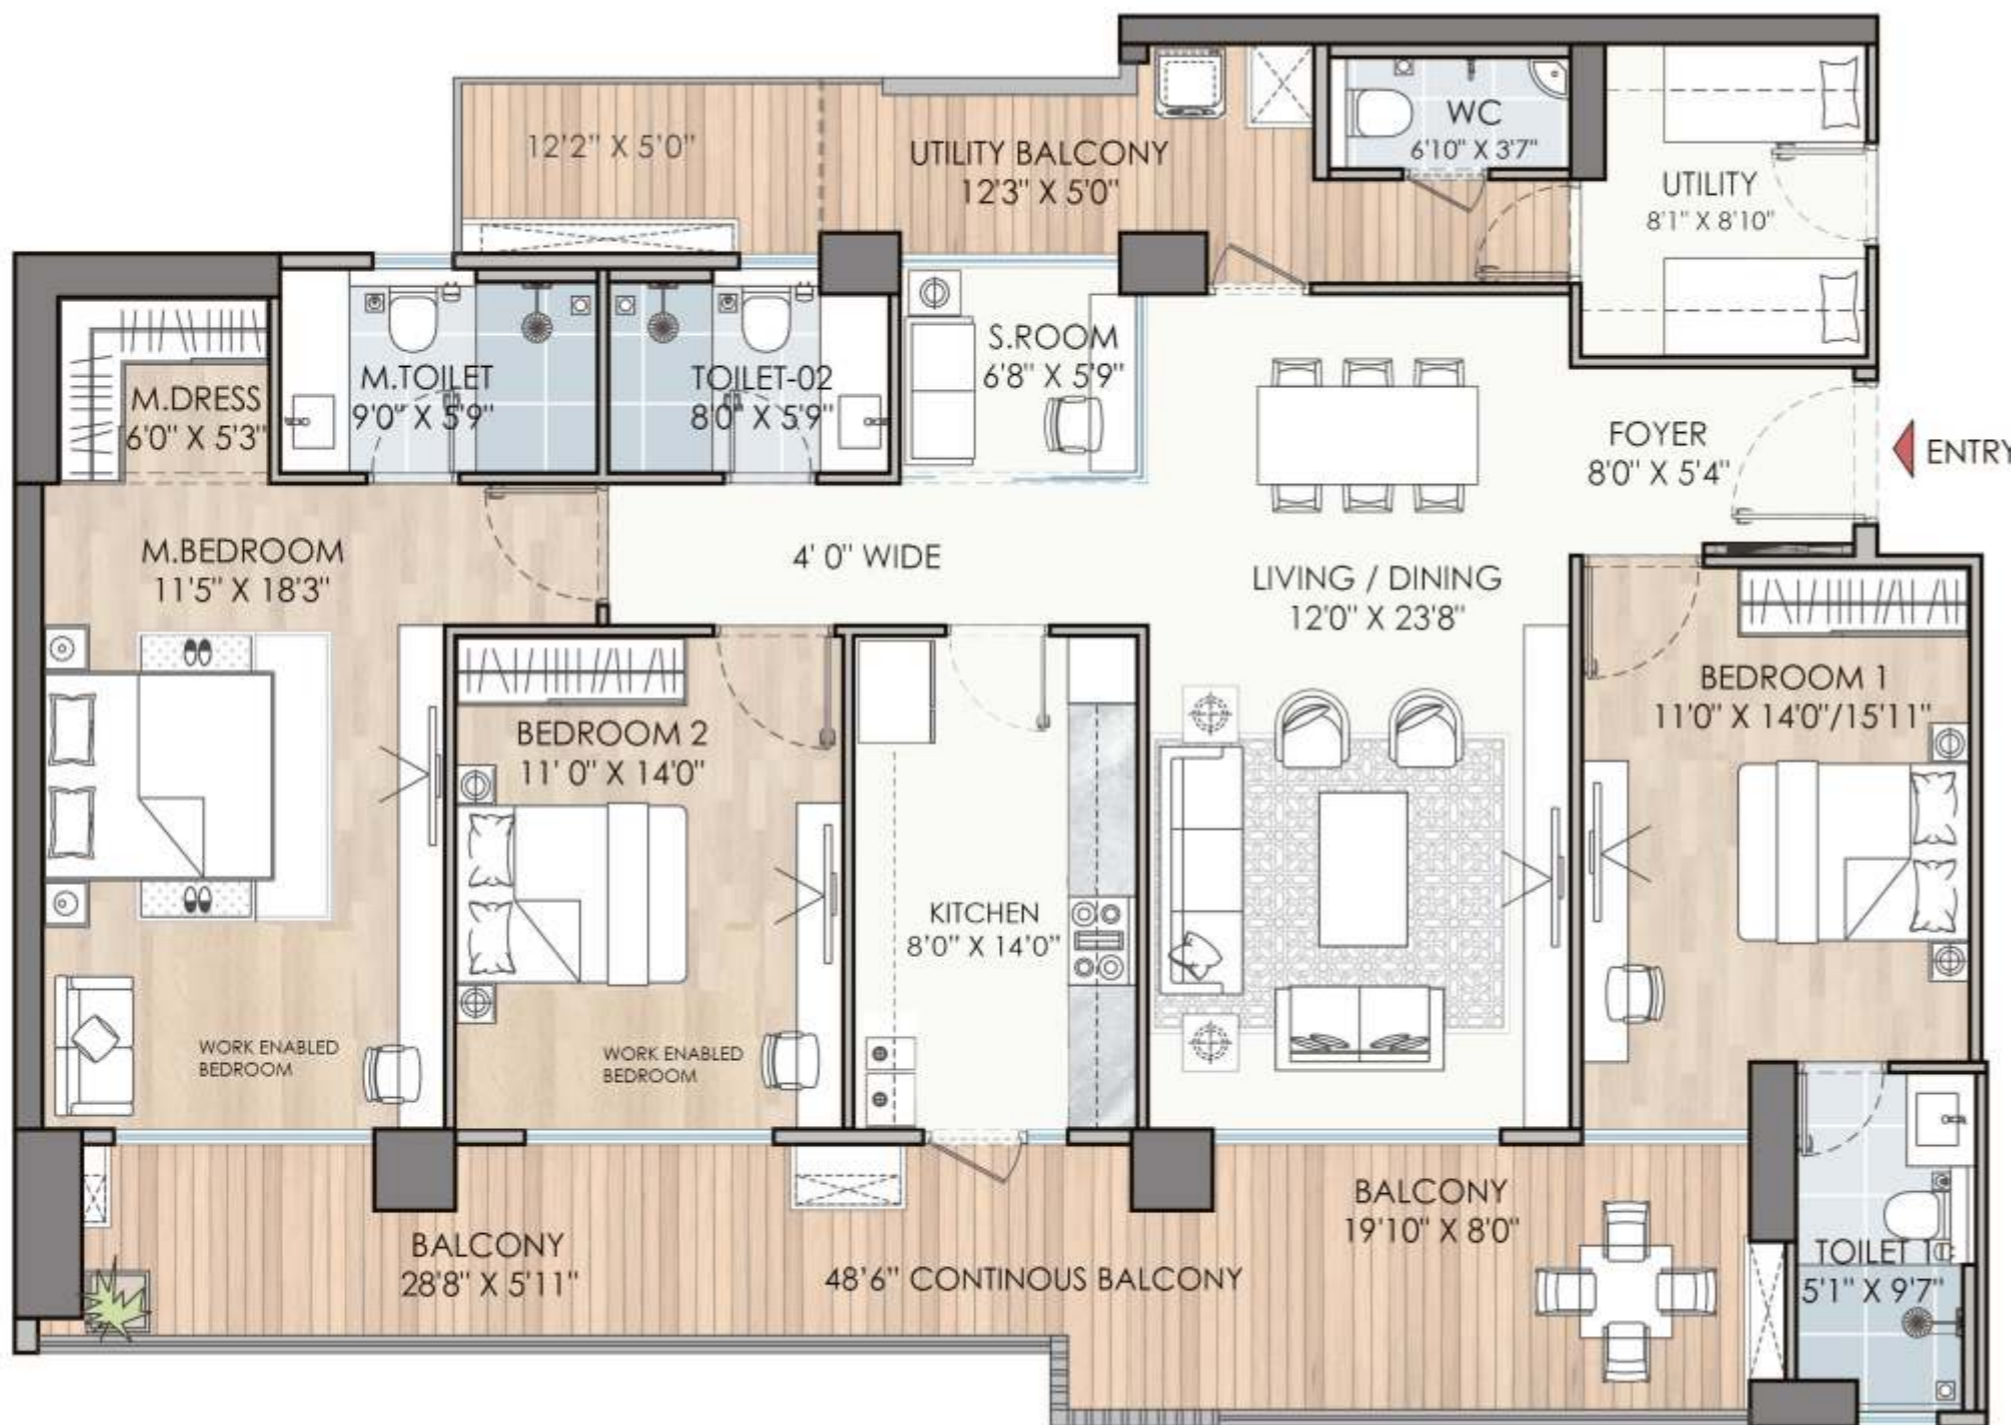 12'2" X 5'0"
UTILITY BALCONY
12'3" X 5'0"
WC
6'10" X 3'7"
UTILITY
8'1" X 8'10"
M.DRESS
6'0" X 5'3"
M.TOILET
9'0" X 5'9"
TOILET-02
8'0" X 5'9"
S.ROOM
6'8" X 5'9"
FOYER
8'0" X 5'4"
ENTRY
M.BEDROOM
11'5" X 18'3"
4' 0" WIDE
LIVING / DINING
12'0" X 23'8"
BEDROOM 2
11' 0" X 14'0"
BEDROOM 1
11'0" X 14'0"/15'11"
KITCHEN
8'0" X 14'0"
WORK ENABLED
BEDROOM
WORK ENABLED
BEDROOM
BALCONY
28'8" X 5'11"
48'6" CONTINOUS BALCONY
BALCONY
19'10" X 8'0"
TOILET 1
5'1" X 9'7"